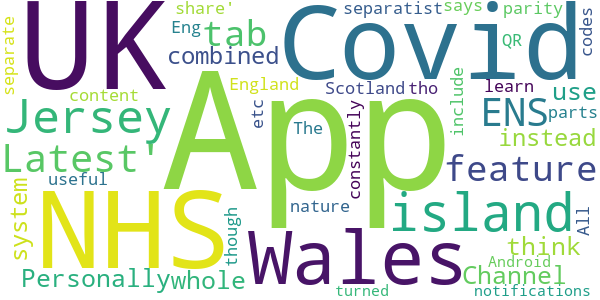 share' separatist says parity
UK Covid
Eng tab QR codes
combined
separate content England Scotland tho learn
etc include ENS use
Jersey App parts
The constantly instead
Latest' feature
useful nature
system NHS though island All
Wales think
Personally whole Channel
Android
turned notifications